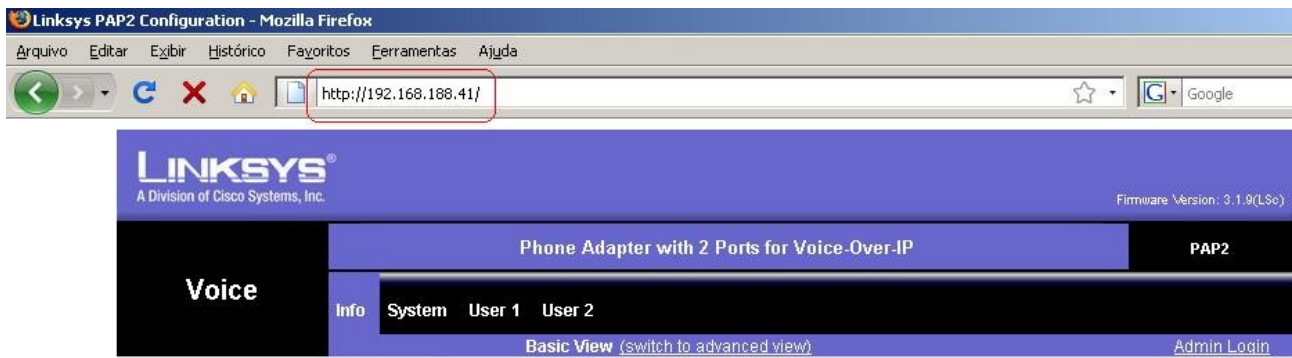 Linksys PAP2 Configuration - Mozilla Firefox
Arquivo Editar Exibir Histórico Favoritos Ferramentas Ajuda
http://192.168.188.41/ G Google
LINKSYS®
A Division of Cisco Systems, Inc.
Firmware Version: 3.1.9(LSc)
Phone Adapter with 2 Ports for Voice-Over-IP PAP2
Voice
Info System User 1 User 2
Basic View (switch to advanced view) Admin Login